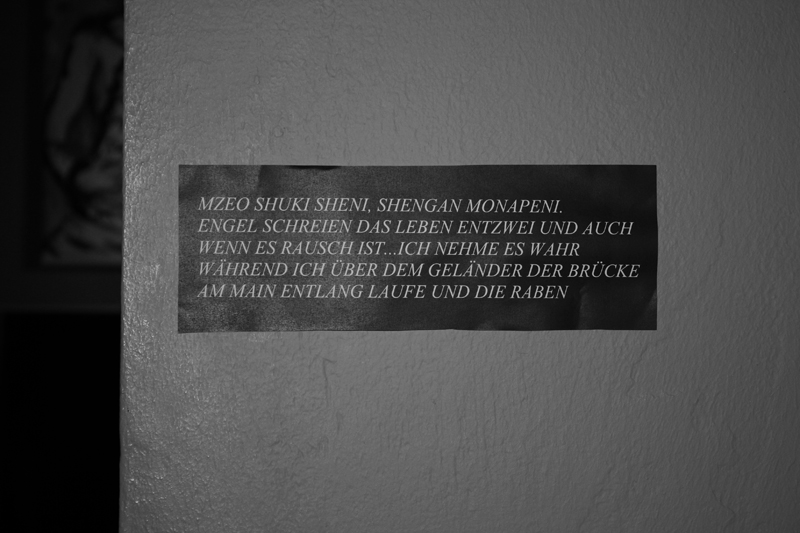 MZEO SHUKI SHENI, SHENGAN MONAPENI.
ENGEL SCHREIEN DAS LEBEN ENTZWEI UND AUCH
WENN ES RAUSCH IST...ICH NEHME ES WAHR
WÄHREND ICH ÜBER DEM GELÄNDER DER BRÜCKE
AM MAIN ENTLANG LAUFE UND DIE RABEN